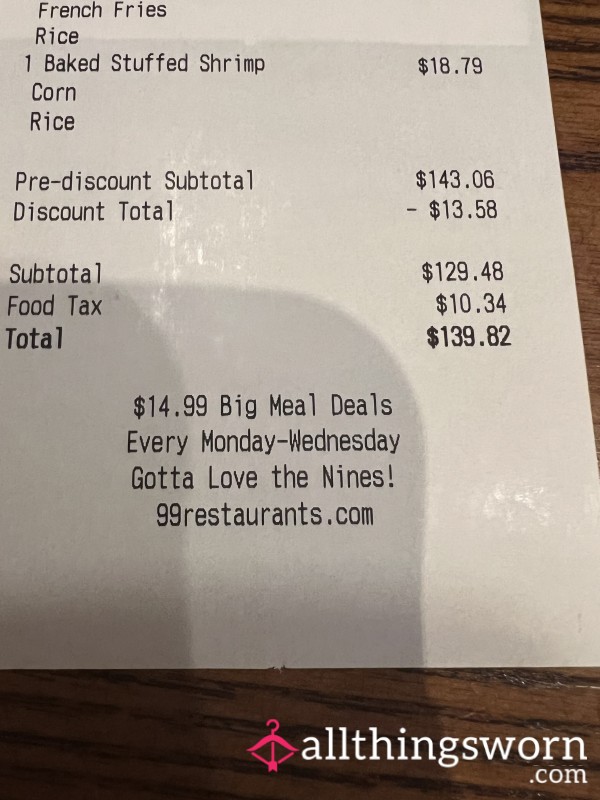 French Fries
Rice
1 Baked Stuffed Shrimp $18.79
Corn
Rice
Pre-discount Subtotal $143.06
Discount Total - $13.58
Subtotal $129.48
Food Tax $10.34
Total $139.82
$14.99 Big Meal Deals
Every Monday-Wednesday
Gotta Love the Nines!
99restaurants.com
allthingsworn
.com